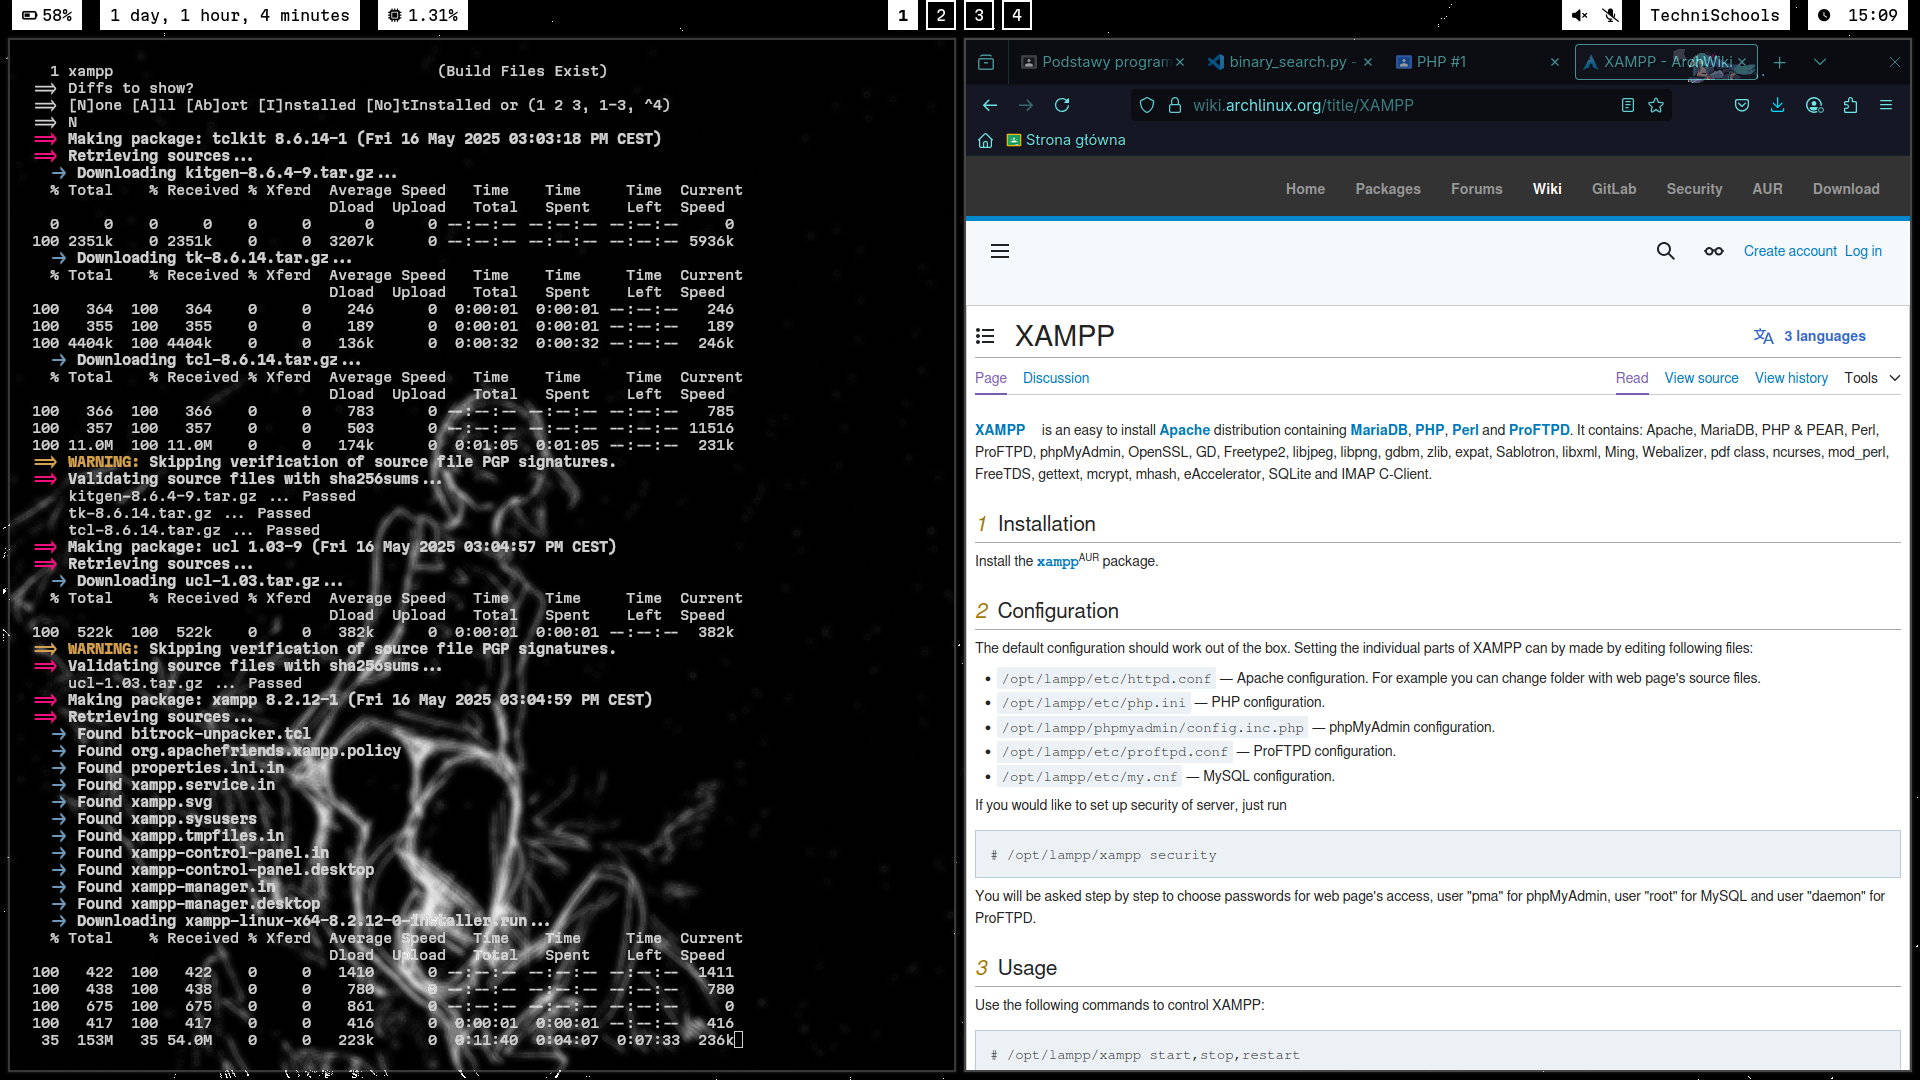 58%
1 day, 1 hour, 4 minutes
1.31%
1 2 3 4
TechniSchools
15:09
1 xampp (Build Files Exist)
==> Diffs to show?
==> [N]one [A]ll [Ab]ort [I]nstalled [No]tInstalled or (1 2 3, 1-3, ^4)
==> N
==> Making package: tclkit 8.6.14-1 (Fri 16 May 2025 03:03:18 PM CEST)
==> Retrieving sources...
-> Downloading kitgen-8.6.4-9.tar.gz...
% Total % Received % Xferd Average Speed Time Time Time Current
Dload Upload Total Spent Left Speed
0 0 0 0 0 0 0 0 --:--:-- --:--:-- --:--:-- 0
100 2351k 0 2351k 0 0 3207k 0 --:--:-- --:--:-- --:--:-- 5936k
-> Downloading tk-8.6.14.tar.gz...
% Total % Received % Xferd Average Speed Time Time Time Current
Dload Upload Total Spent Left Speed
100 364 100 364 0 0 246 0 0:00:01 0:00:01 --:--:-- 246
100 355 100 355 0 0 189 0 0:00:01 0:00:01 --:--:-- 189
100 4404k 100 4404k 0 0 136k 0 0:00:32 0:00:32 --:--:-- 246k
-> Downloading tcl-8.6.14.tar.gz...
% Total % Received % Xferd Average Speed Time Time Time Current
Dload Upload Total Spent Left Speed
100 366 100 366 0 0 783 0 --:--:-- --:--:-- --:--:-- 785
100 357 100 357 0 0 503 0 --:--:-- --:--:-- --:--:-- 11516
100 11.0M 100 11.0M 0 0 174k 0 0:01:05 0:01:05 --:--:-- 231k
==> WARNING: Skipping verification of source file PGP signatures.
==> Validating source files with sha256sums...
kitgen-8.6.4-9.tar.gz ... Passed
tk-8.6.14.tar.gz ... Passed
tcl-8.6.14.tar.gz ... Passed
==> Making package: ucl 1.03-9 (Fri 16 May 2025 03:04:57 PM CEST)
==> Retrieving sources...
-> Downloading ucl-1.03.tar.gz...
% Total % Received % Xferd Average Speed Time Time Time Current
Dload Upload Total Spent Left Speed
100 522k 100 522k 0 0 382k 0 0:00:01 0:00:01 --:--:-- 382k
==> WARNING: Skipping verification of source file PGP signatures.
==> Validating source files with sha256sums...
ucl-1.03.tar.gz ... Passed
==> Making package: xampp 8.2.12-1 (Fri 16 May 2025 03:04:59 PM CEST)
==> Retrieving sources...
-> Found bitrock-unpacker.tcl
-> Found org.apachefriends.xampp.policy
-> Found properties.ini.in
-> Found xampp.service.in
-> Found xampp.svg
-> Found xampp.sysusers
-> Found xampp.tmpfiles.in
-> Found xampp-control-panel.in
-> Found xampp-control-panel.desktop
-> Found xampp-manager.in
-> Found xampp-manager.desktop
-> Downloading xampp-linux-x64-8.2.12-0-installer.run...
% Total % Received % Xferd Average Speed Time Time Time Current
Dload Upload Total Spent Left Speed
100 422 100 422 0 0 1410 0 --:--:-- --:--:-- --:--:-- 1411
100 438 100 438 0 0 780 0 --:--:-- --:--:-- --:--:-- 780
100 675 100 675 0 0 861 0 --:--:-- --:--:-- --:--:-- 0
100 417 100 417 0 0 416 0 0:00:01 0:00:01 --:--:-- 416
35 153M 35 54.0M 0 0 223k 0 0:11:40 0:04:07 0:07:33 236k
Podstawy program
binary_search.py -
PHP #1
XAMPP - ArchWiki
wiki.archlinux.org/title/XAMPP
Strona główna
Home Packages Forums Wiki GitLab Security AUR Download
Create account Log in
XAMPP
3 languages
Page Discussion Read View source View history Tools
XAMPP is an easy to install Apache distribution containing MariaDB, PHP, Perl and ProFTPD. It contains: Apache, MariaDB, PHP & PEAR, Perl,
ProFTPD, phpMyAdmin, OpenSSL, GD, Freetype2, libjpeg, libpng, gdbm, zlib, expat, Sablotron, libxml, Ming, Webalizer, pdf class, ncurses, mod_perl,
FreeTDS, gettext, mcrypt, mhash, eAccelerator, SQLite and IMAP C-Client.
1 Installation
Install the xamppAUR package.
2 Configuration
The default configuration should work out of the box. Setting the individual parts of XAMPP can by made by editing following files:
• /opt/lampp/etc/httpd.conf — Apache configuration. For example you can change folder with web page's source files.
• /opt/lampp/etc/php.ini — PHP configuration.
• /opt/lampp/phpmyadmin/config.inc.php — phpMyAdmin configuration.
• /opt/lampp/etc/proftpd.conf — ProFTPD configuration.
• /opt/lampp/etc/my.cnf — MySQL configuration.
If you would like to set up security of server, just run
# /opt/lampp/xampp security
You will be asked step by step to choose passwords for web page's access, user "pma" for phpMyAdmin, user "root" for MySQL and user "daemon" for
ProFTPD.
3 Usage
Use the following commands to control XAMPP:
# /opt/lampp/xampp start,stop,restart